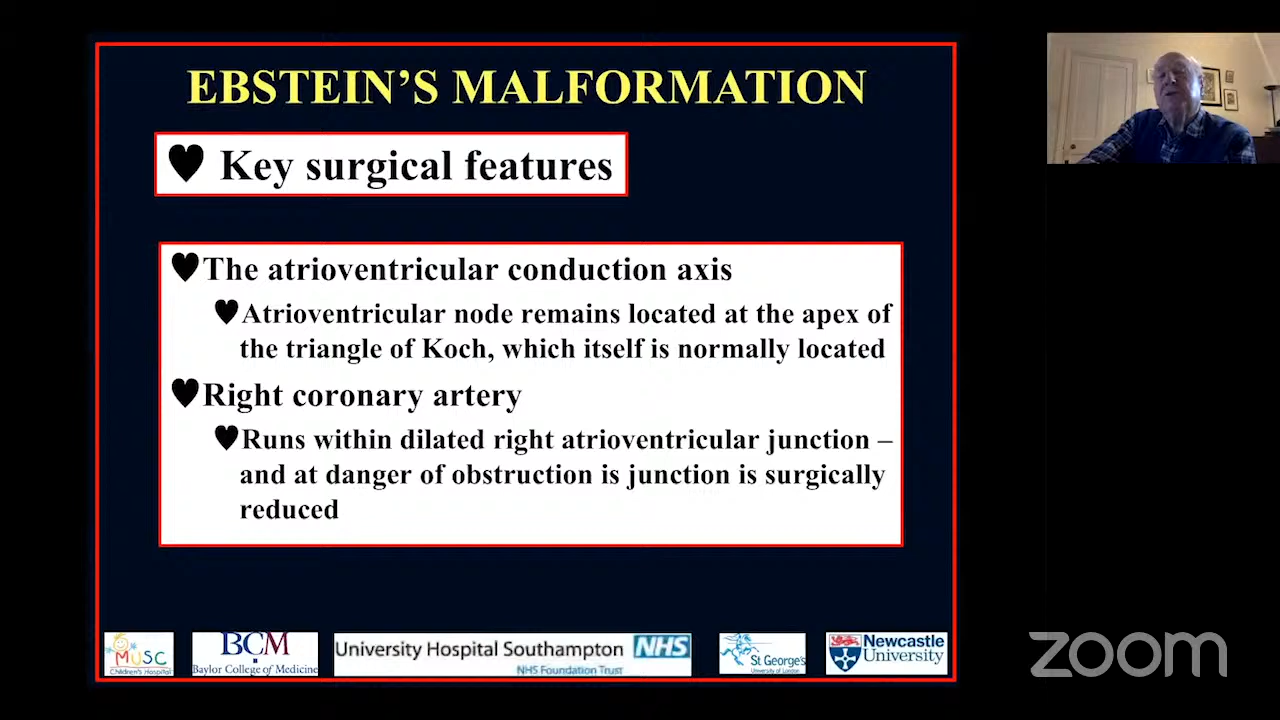 EBSTEIN'S MALFORMATION
♥ Key surgical features
♥The atrioventricular conduction axis
♥Atrioventricular node remains located at the apex of
the triangle of Koch, which itself is normally located
♥Right coronary artery
♥Runs within dilated right atrioventricular junction –
and at danger of obstruction is junction is surgically
reduced
MUSC
Children's Hospital
BCM
Baylor College of Medicine
University Hospital Southampton NHS
NHS Foundation Trust
St George's
University of London
Newcastle
University
zoom